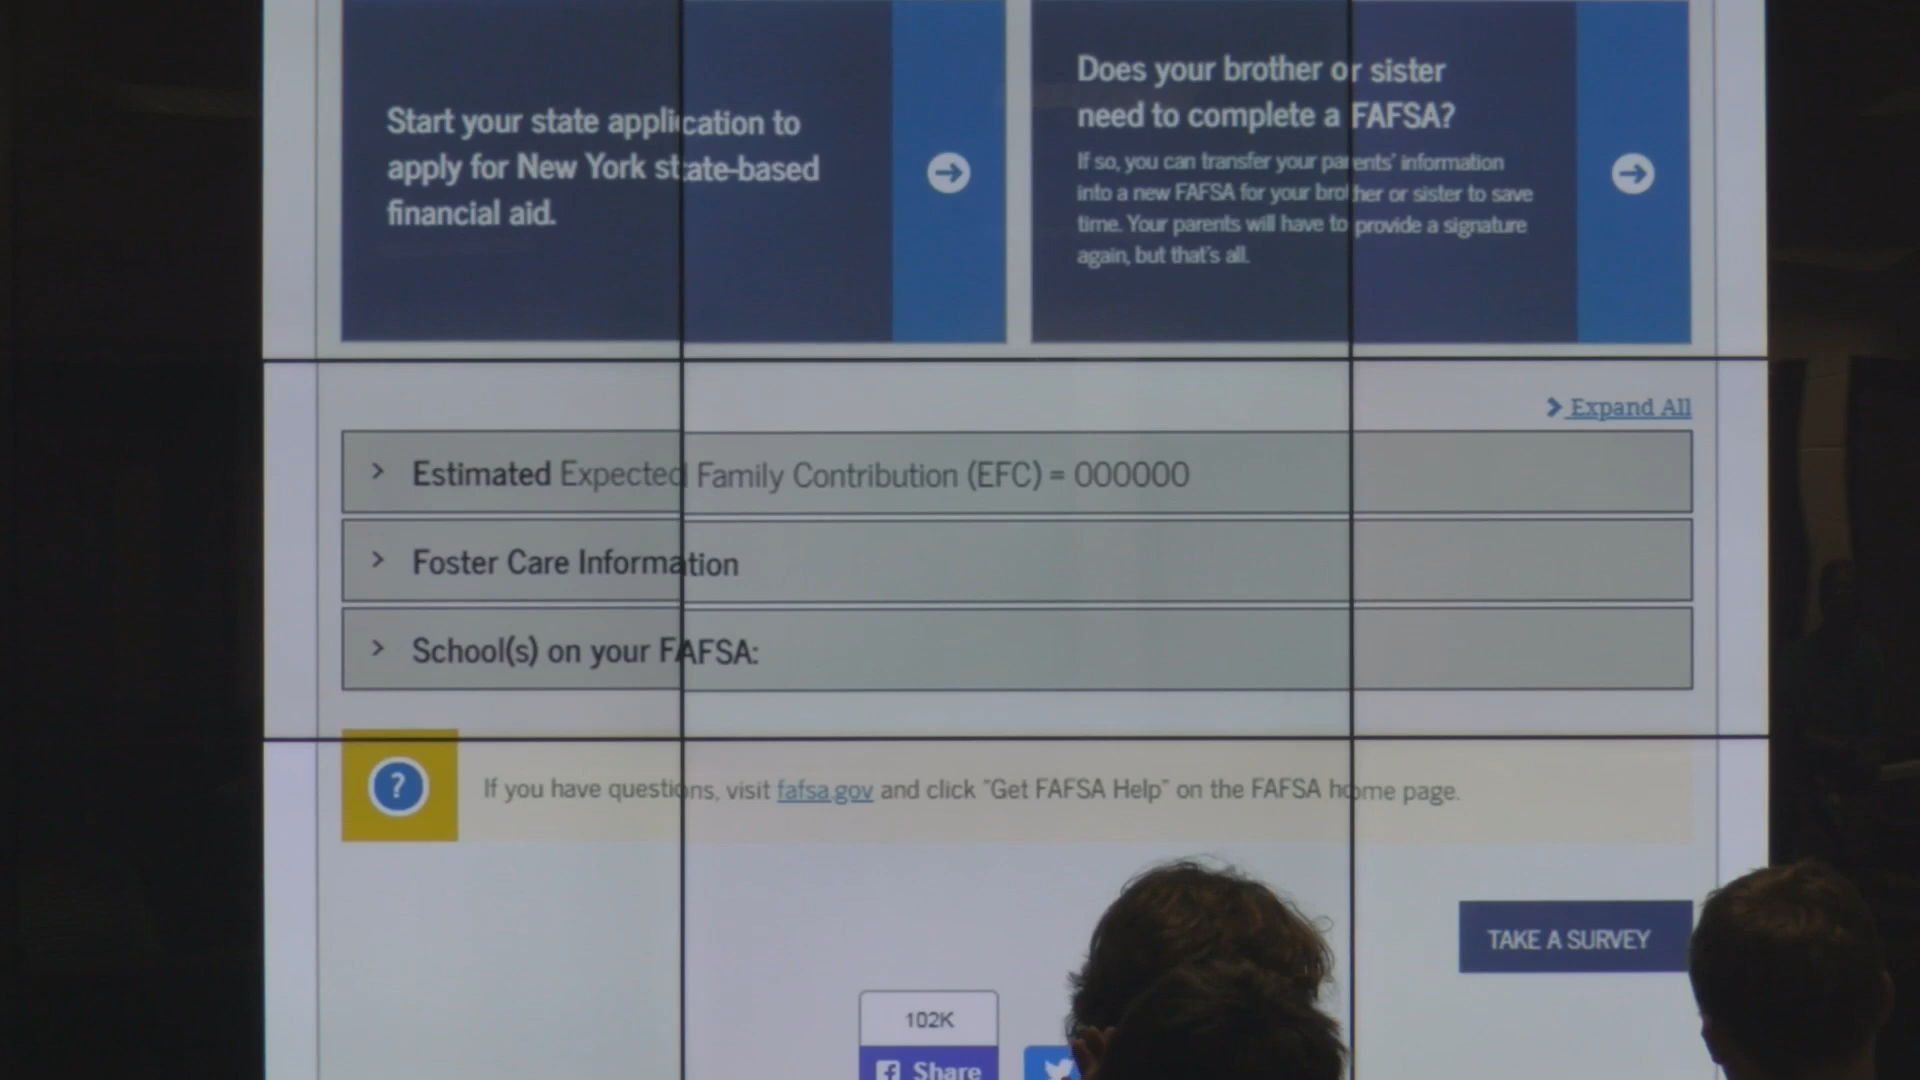 Start your state application to
apply for New York state-based
financial aid.
Does your brother or sister
need to complete a FAFSA?
If so, you can transfer your parents' information
into a new FAFSA for your brother or sister to save
time. Your parents will have to provide a signature
again, but that's all.
Expand All
Estimated Expected Family Contribution (EFC) = 000000
Foster Care Information
School(s) on your FAFSA:
? If you have questions, visit fafsa.gov and click "Get FAFSA Help" on the FAFSA home page.
TAKE A SURVEY
102K
f Share